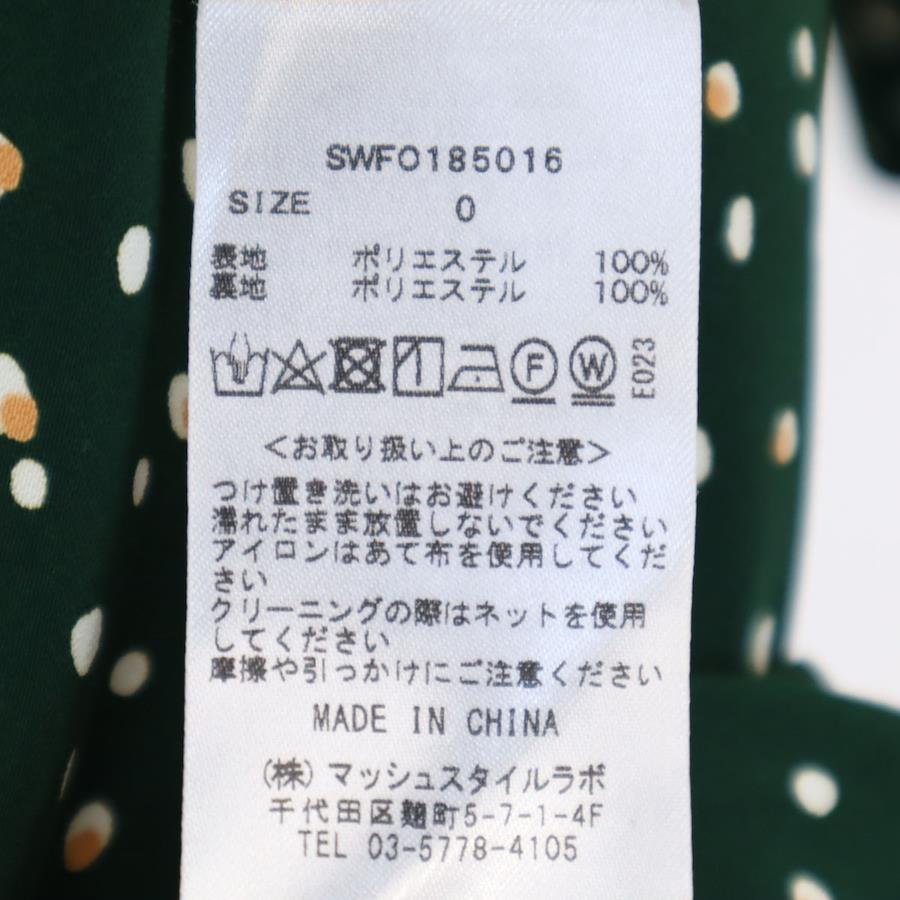 SWFO185016
SIZE 0
表地 ポリエステル 100%
裏地 ポリエステル 100%
F W E023
<お取り扱い上のご注意>
つけ置き洗いはお避けください
濡れたまま放置しないでください
アイロンはあて布を使用してくだ
さい
クリーニングの際はネットを使用
してください
摩擦や引っかけにご注意ください
MADE IN CHINA
(株)マッシュスタイルラボ
千代田区麹町5-7-1-4F
TEL 03-5778-4105